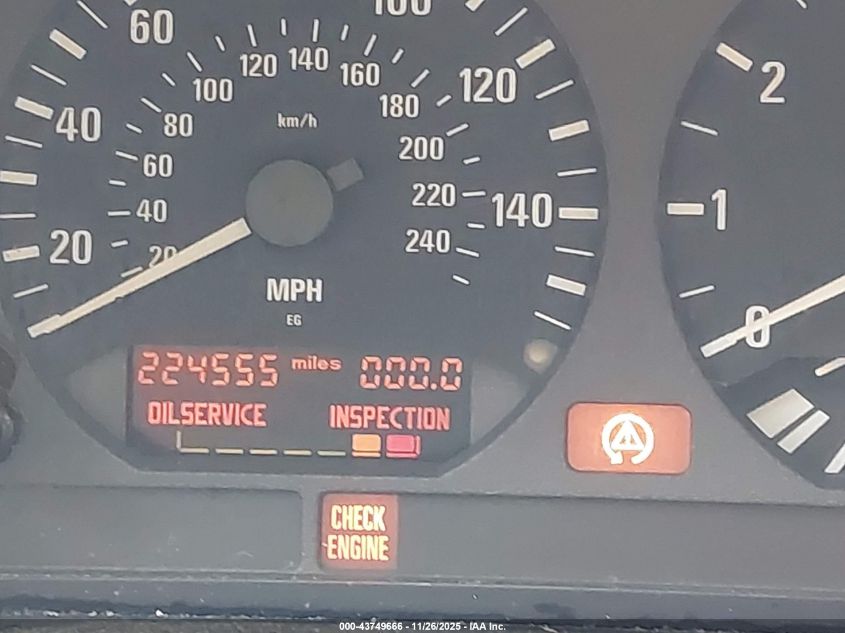 60
100
120
140
160
100
120
2
40
80
180
km/h
60
200
40
220
140
1
20
20
240
MPH
EG
0
224555 miles 000.0
OILSERVICE INSPECTION
CHECK
ENGINE
000-43749666 - 11/26/2025 - IAA Inc.